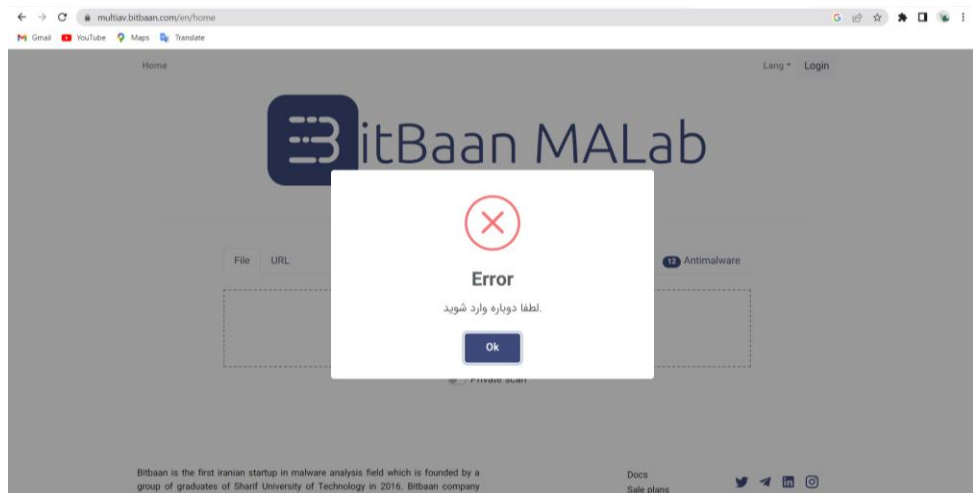 multiav.bitbaan.com/en/home
Gmail YouTube Maps Translate
Home Lang Login
BitBaan MALab
File URL 12 Antimalware
Error
لطفا دوباره وارد شوید.
Ok
Private scan
Bitbaan is the first iranian startup in malware analysis field which is founded by a
group of graduates of Sharif University of Technology in 2016. Bitbaan company
Docs
Sale plans